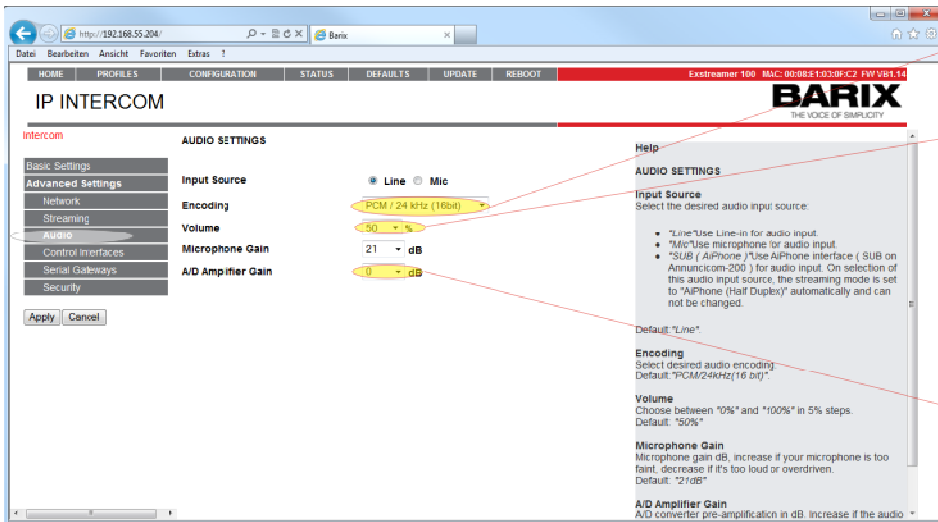 http://192.168.55.204/
Barix
Datei Bearbeiten Ansicht Favoriten Extras ?
HOME PROFILES CONFIGURATION STATUS DEFAULTS UPDATE REBOOT
Exstreamer 100 MAC: 00:08:E1:03:0F:C2 FW VB1.14
IP INTERCOM
BARIX
THE VOICE OF SIMPLICITY
Intercom
Basic Settings
Advanced Settings
Network
Streaming
Audio
Control Interfaces
Serial Gateways
Security
Apply Cancel
AUDIO SETTINGS
Input Source Line Mic
Encoding PCM / 24 kHz (16bit)
Volume 50 %
Microphone Gain 21 dB
A/D Amplifier Gain 0 dB
Help
AUDIO SETTINGS
Input Source
Select the desired audio input source:
"Line"Use Line-in for audio input.
"Mic"Use microphone for audio input.
"SUB ( AiPhone )"Use AiPhone interface ( SUB on
Annuncicom-200 ) for audio input. On selection of
this audio input source, the streaming mode is set
to "AiPhone (Half Duplex)" automatically and can
not be changed.
Default:"Line".
Encoding
Select desired audio encoding.
Default:"PCM/24kHz(16 bit)".
Volume
Choose between "0%" and "100%" in 5% steps.
Default: "50%"
Microphone Gain
Microphone gain dB, increase if your microphone is too
faint, decrease if it's too loud or overdriven.
Default: "21dB"
A/D Amplifier Gain
A/D converter pre-amplification in dB. Increase if the audio